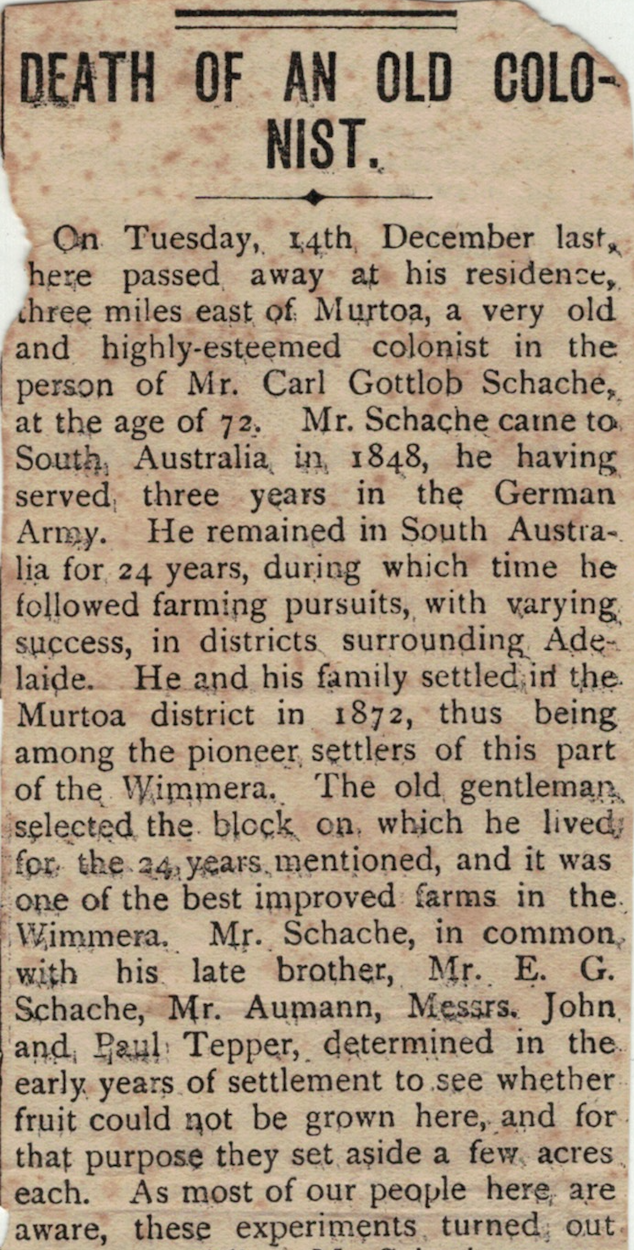 DEATH OF AN OLD COLO-
NIST.
On Tuesday, 14th December last,
here passed away at his residence,
three miles east of Murtoa, a very old
and highly-esteemed colonist in the
person of Mr. Carl Gottlob Schache,
at the age of 72. Mr. Schache came to
South Australia in 1848, he having
served three years in the German
Army. He remained in South Austra-
lia for 24 years, during which time he
followed farming pursuits, with varying
success, in districts surrounding Ade-
laide. He and his family settled in the
Murtoa district in 1872, thus being
among the pioneer settlers of this part
of the Wimmera. The old gentleman
selected the block on which he lived
for the 24 years mentioned, and it was
one of the best improved farms in the
Wimmera. Mr. Schache, in common
with his late brother, Mr. E. G.
Schache, Mr. Aumann, Messrs. John
and Paul Tepper, determined in the
early years of settlement to see whether
fruit could not be grown here, and for
that purpose they set aside a few acres
each. As most of our people here are
aware, these experiments turned out